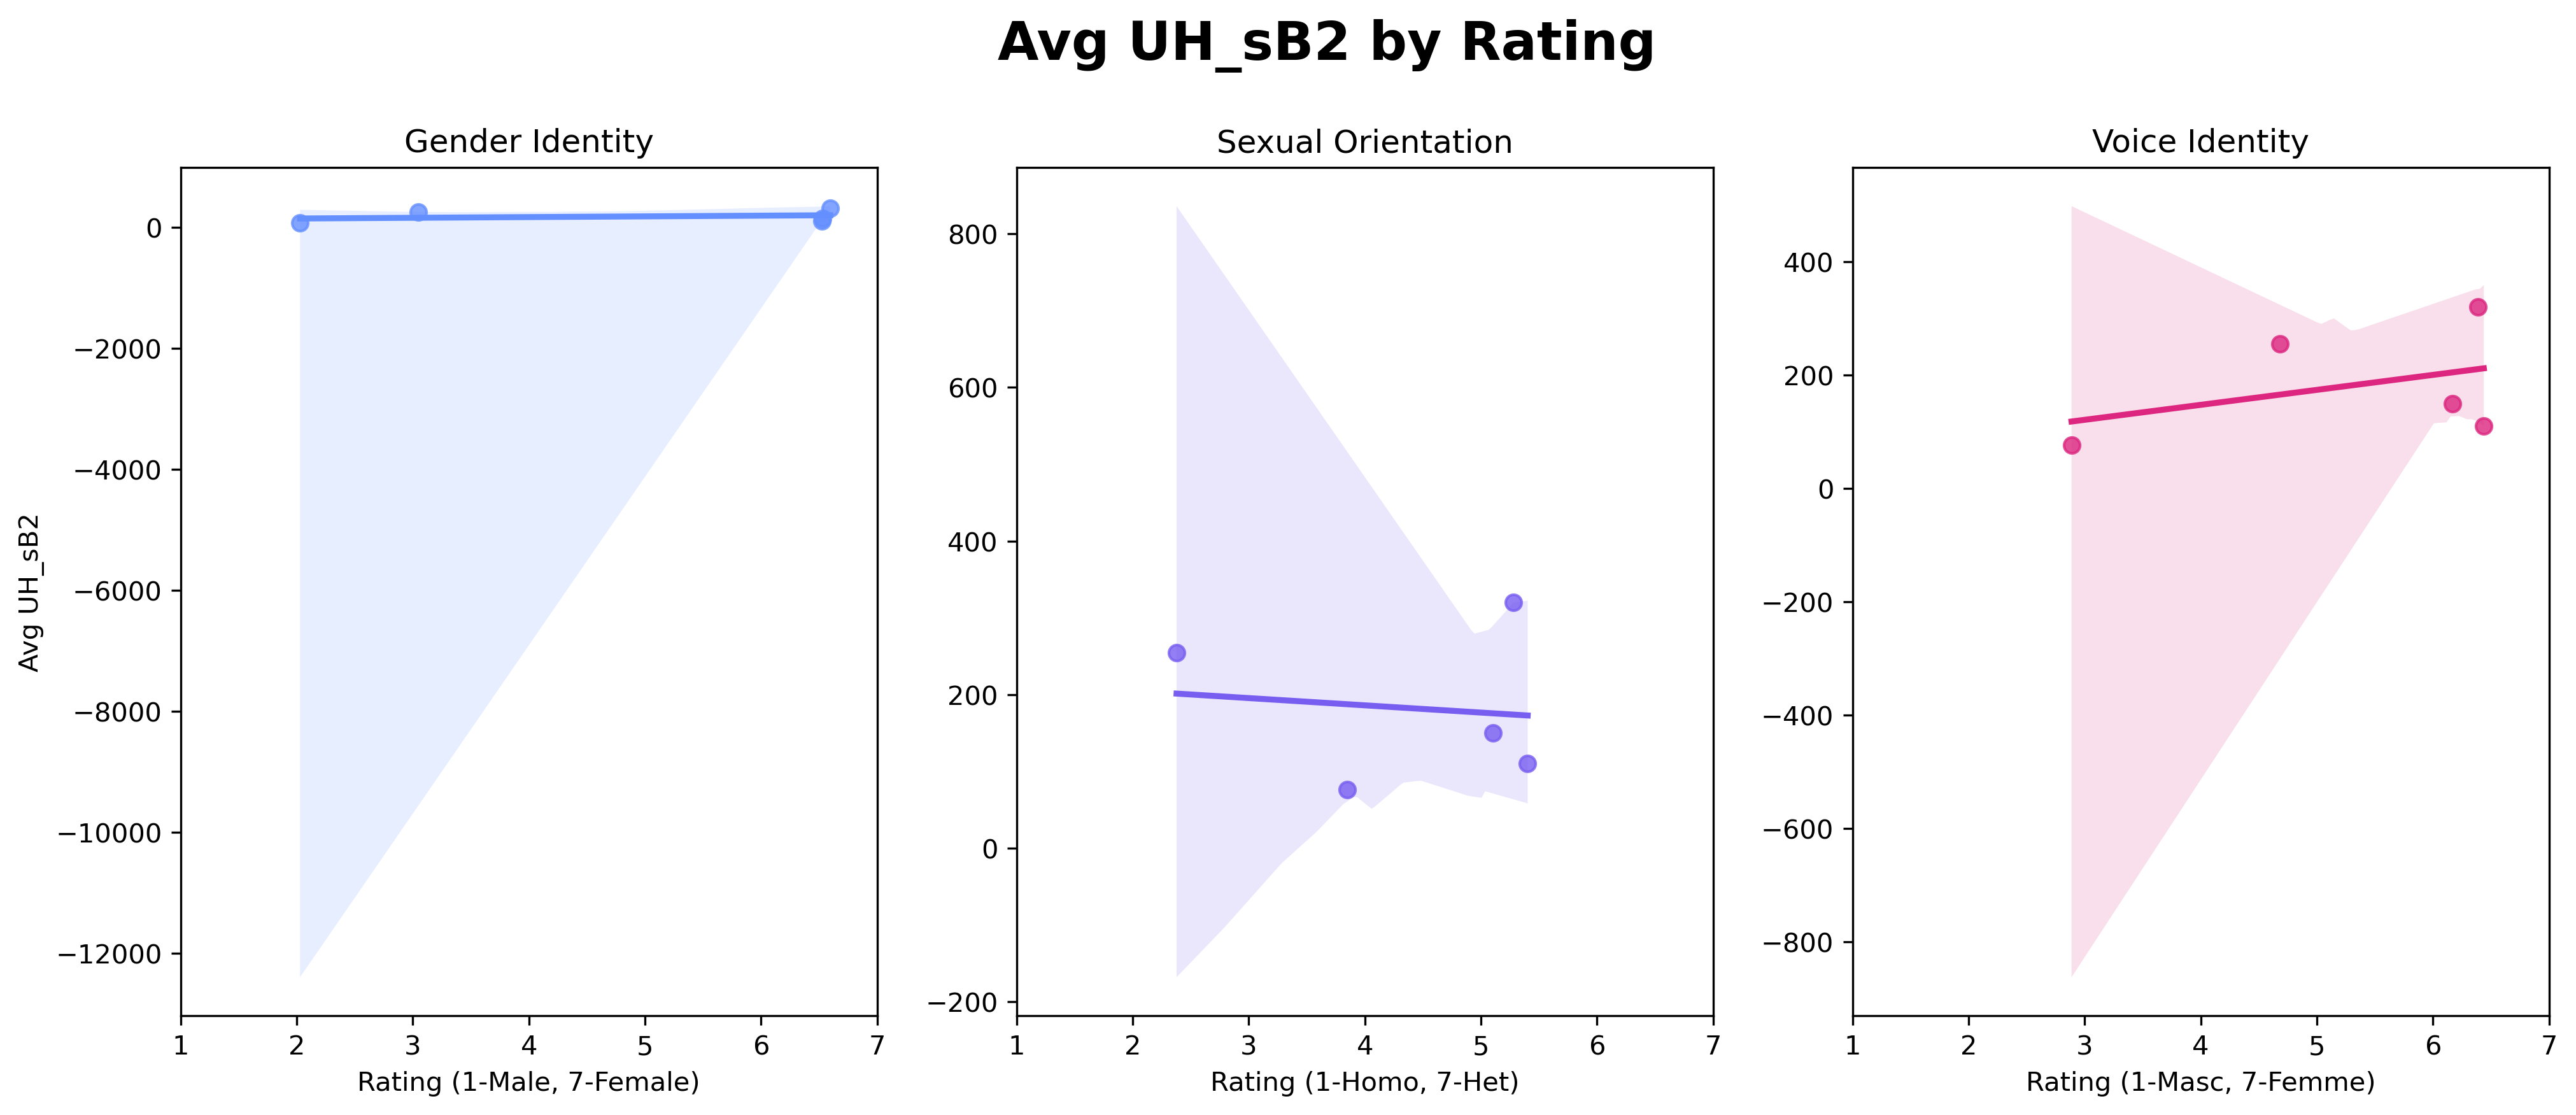 Avg UH_sB2 by Rating
Gender Identity
Avg UH_sB2
0
−2000
−4000
−6000
−8000
−10000
−12000
1 2 3 4 5 6 7
Rating (1-Male, 7-Female)
Sexual Orientation
800
600
400
200
0
−200
1 2 3 4 5 6 7
Rating (1-Homo, 7-Het)
Voice Identity
400
200
0
−200
−400
−600
−800
1 2 3 4 5 6 7
Rating (1-Masc, 7-Femme)